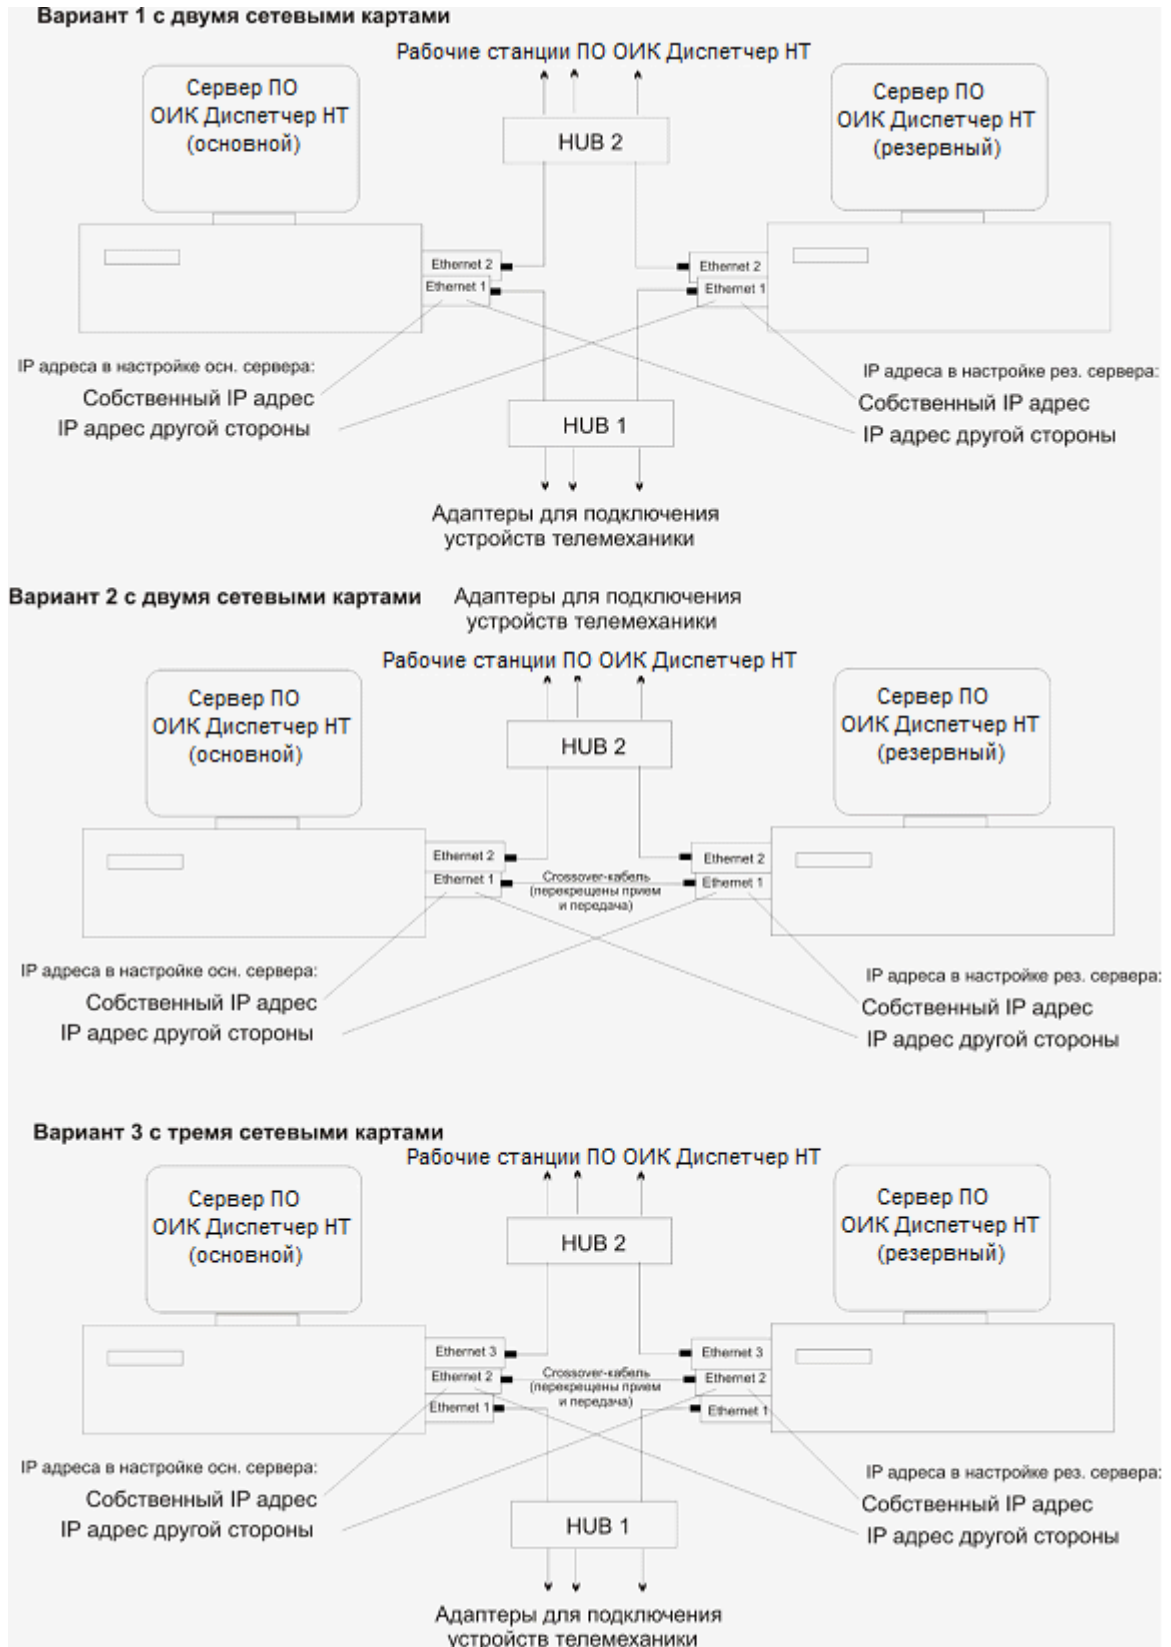 Вариант 1 с двумя сетевыми картами
Рабочие станции ПО ОИК Диспетчер НТ
Сервер ПО
ОИК Диспетчер НТ
(основной)
HUB 2
Сервер ПО
ОИК Диспетчер НТ
(резервный)
Ethernet 2
Ethernet 1
Ethernet 2
Ethernet 1
IP адреса в настройке осн. сервера:
Собственный IP адрес
IP адрес другой стороны
IP адреса в настройке рез. сервера:
Собственный IP адрес
IP адрес другой стороны
HUB 1
Адаптеры для подключения
устройств телемеханики
Вариант 2 с двумя сетевыми картами
Адаптеры для подключения
устройств телемеханики
Рабочие станции ПО ОИК Диспетчер НТ
Сервер ПО
ОИК Диспетчер НТ
(основной)
HUB 2
Сервер ПО
ОИК Диспетчер НТ
(резервный)
Ethernet 2
Ethernet 1
Crossover-кабель
(перекрещены прием
и передача)
Ethernet 2
Ethernet 1
IP адреса в настройке осн. сервера:
Собственный IP адрес
IP адрес другой стороны
IP адреса в настройке рез. сервера:
Собственный IP адрес
IP адрес другой стороны
Вариант 3 с тремя сетевыми картами
Рабочие станции ПО ОИК Диспетчер НТ
Сервер ПО
ОИК Диспетчер НТ
(основной)
HUB 2
Сервер ПО
ОИК Диспетчер НТ
(резервный)
Ethernet 3
Ethernet 2
Ethernet 1
Crossover-кабель
(перекрещены прием
и передача)
Ethernet 3
Ethernet 2
Ethernet 1
IP адреса в настройке осн. сервера:
Собственный IP адрес
IP адрес другой стороны
IP адреса в настройке рез. сервера:
Собственный IP адрес
IP адрес другой стороны
HUB 1
Адаптеры для подключения
устройств телемеханики